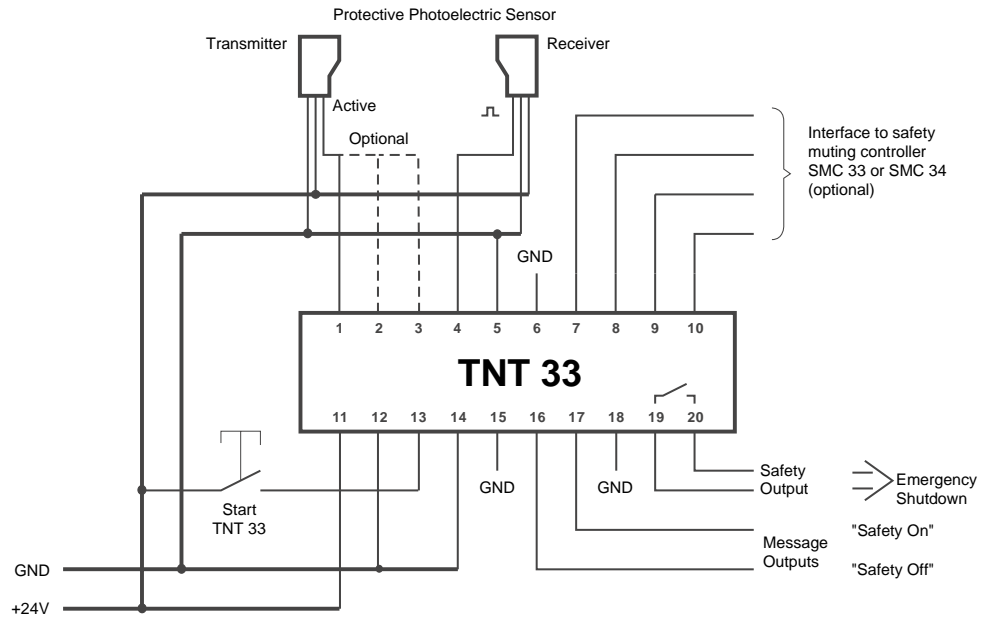 Protective Photoelectric Sensor
Transmitter
Receiver
Active
Optional
Interface to safety
muting controller
SMC 33 or SMC 34
(optional)
GND
1 2 3 4 5 6 7 8 9 10
TNT 33
11 12 13 14 15 16 17 18 19 20
GND
GND
Safety
Output
Emergency
Shutdown
Start
TNT 33
Message
Outputs
"Safety On"
"Safety Off"
GND
+24V